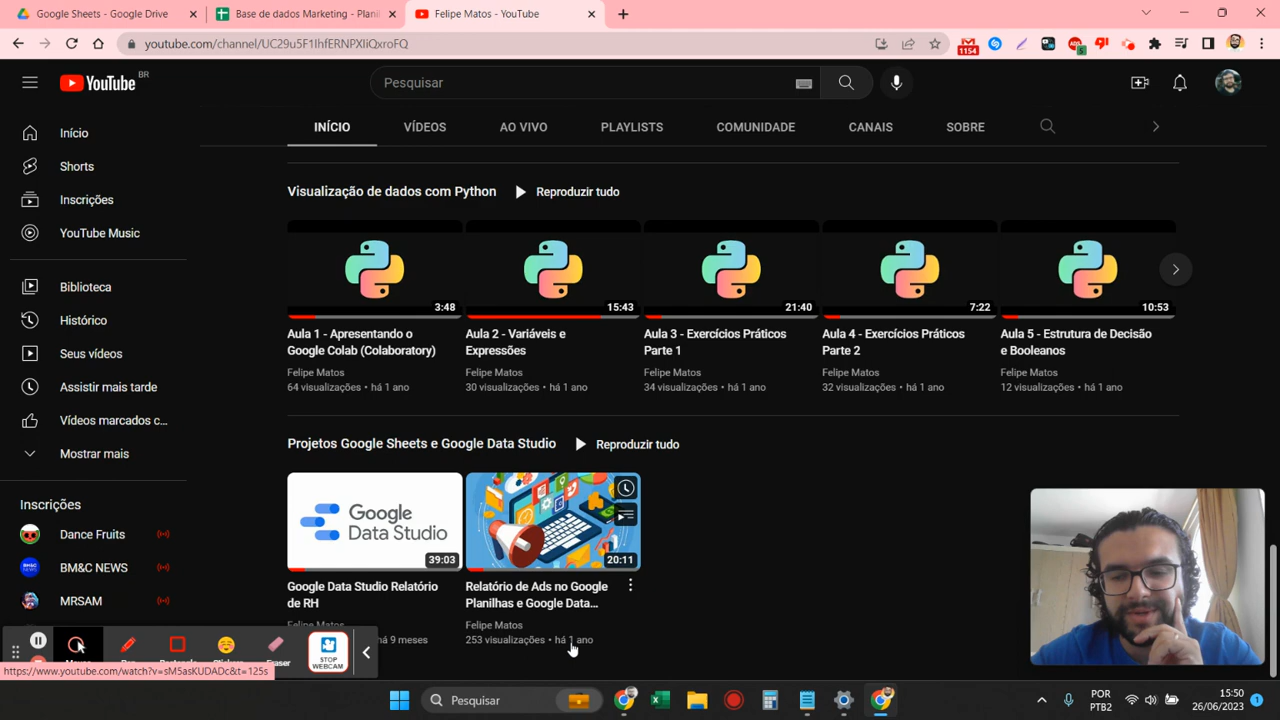 Google Sheets - Google Drive
Base de dados Marketing - Plani
Felipe Matos - YouTube
youtube.com/channel/UC29u5F1IhfERNPXIiQxroFQ
1154
5
YouTube BR
Pesquisar
INÍCIO VÍDEOS AO VIVO PLAYLISTS COMUNIDADE CANAIS SOBRE
Início
Shorts
Inscrições
YouTube Music
Biblioteca
Histórico
Seus vídeos
Assistir mais tarde
Vídeos marcados c...
Mostrar mais
Inscrições
Dance Fruits
BM&C NEWS
MRSAM
Visualização de dados com Python Reproduzir tudo
3:48
Aula 1 - Apresentando o
Google Colab (Colaboratory)
Felipe Matos
64 visualizações • há 1 ano
15:43
Aula 2 - Variáveis e
Expressões
Felipe Matos
30 visualizações • há 1 ano
21:40
Aula 3 - Exercícios Práticos
Parte 1
Felipe Matos
34 visualizações • há 1 ano
7:22
Aula 4 - Exercícios Práticos
Parte 2
Felipe Matos
32 visualizações • há 1 ano
10:53
Aula 5 - Estrutura de Decisão
e Booleanos
Felipe Matos
12 visualizações • há 1 ano
Projetos Google Sheets e Google Data Studio Reproduzir tudo
Google
Data Studio
39:03
Google Data Studio Relatório
de RH
Felipe Matos
há 9 meses
20:11
Relatório de Ads no Google
Planilhas e Google Data...
Felipe Matos
253 visualizações • há 1 ano
STOP
WEBCAM
https://www.youtube.com/watch?v=sM5asKUDADc&t=125s
Pesquisar
POR
PTB2
15:50
26/06/2023
1